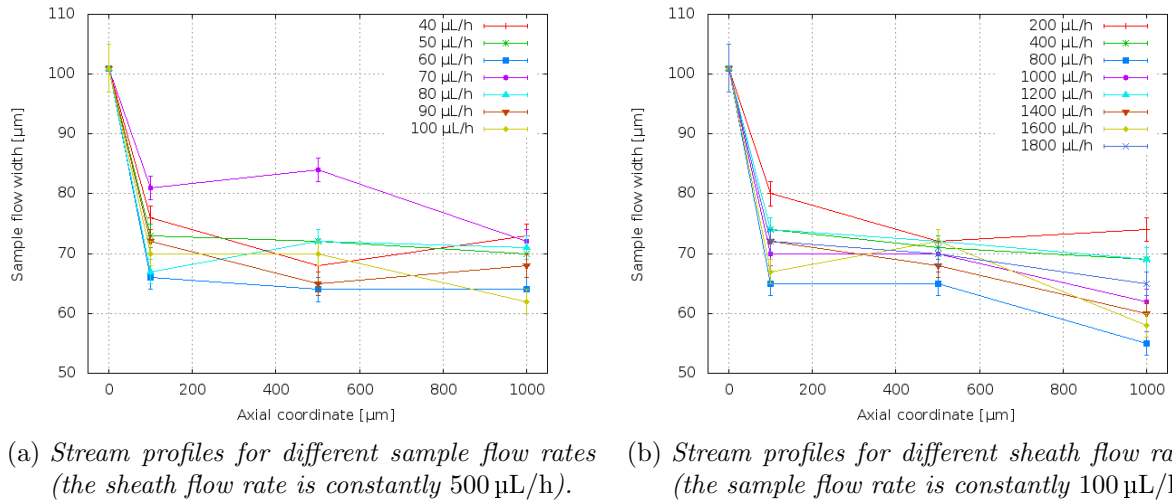 110
100
90
80
70
60
50
0 200 400 600 800 1000
Sample flow width [µm]
Axial coordinate [µm]
40 µL/h
50 µL/h
60 µL/h
70 µL/h
80 µL/h
90 µL/h
100 µL/h
(a) Stream profiles for different sample flow rates
(the sheath flow rate is constantly 500 µL/h).
110
100
90
80
70
60
50
0 200 400 600 800 1000
Sample flow width [µm]
Axial coordinate [µm]
200 µL/h
400 µL/h
800 µL/h
1000 µL/h
1200 µL/h
1400 µL/h
1600 µL/h
1800 µL/h
(b) Stream profiles for different sheath flow ra
(the sample flow rate is constantly 100 µL/h